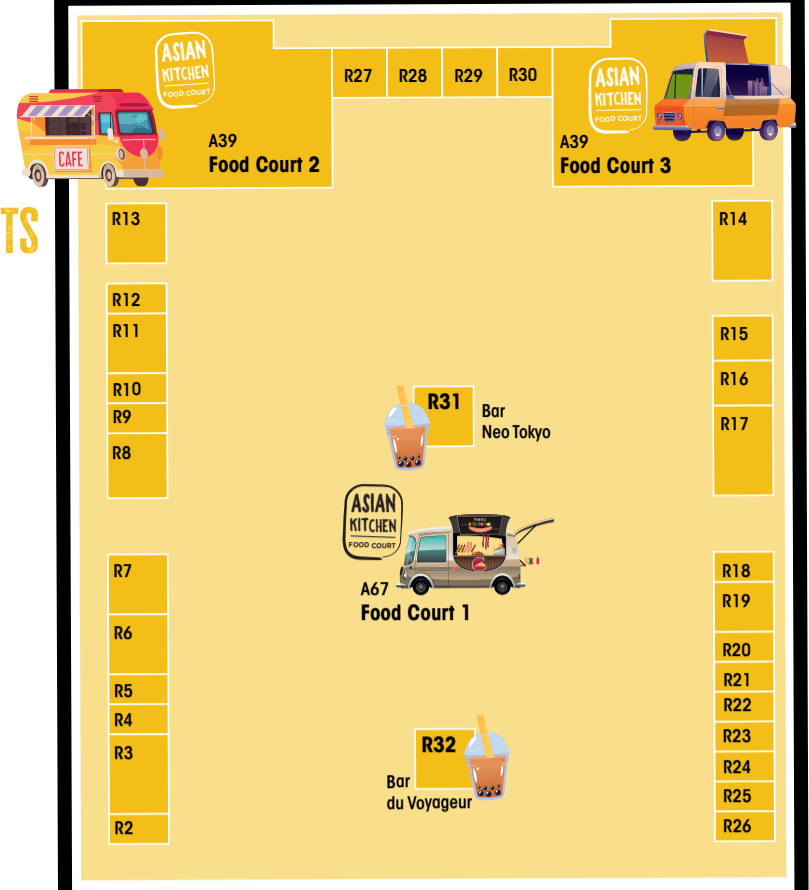 ASIAN
KITCHEN
FOOD COURT
A39
Food Court 2
CAFE
R27
R28
R29
R30
ASIAN
KITCHEN
FOOD COURT
A39
Food Court 3
TS
R13
R12
R11
R10
R9
R8
R7
R6
R5
R4
R3
R2
R31
Bar
Neo Tokyo
ASIAN
KITCHEN
FOOD COURT
menu
A67
Food Court 1
R32
Bar
du Voyageur
R14
R15
R16
R17
R18
R19
R20
R21
R22
R23
R24
R25
R26